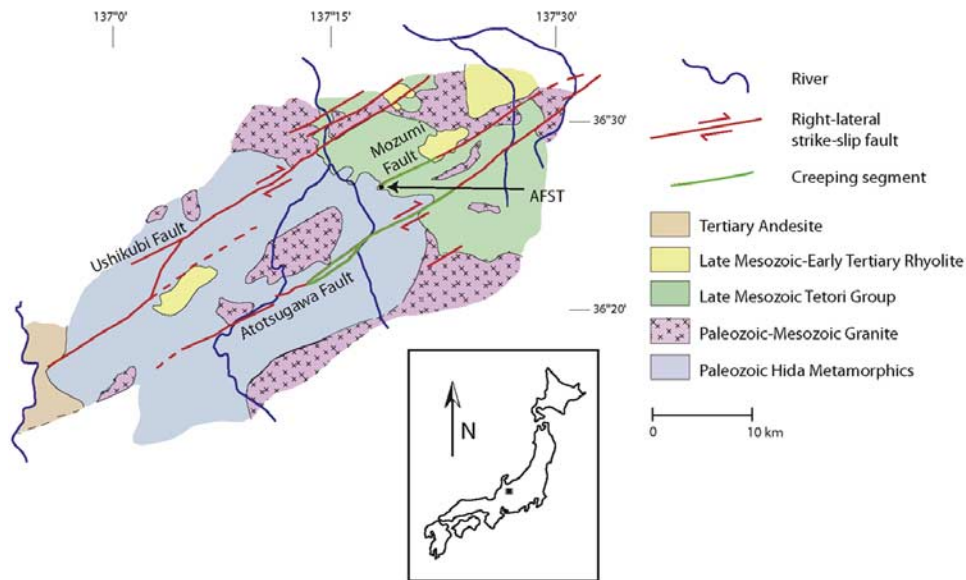 137°0'
137°15'
137°30'
36°30'
36°20'
Mozumi
Fault
AFST
Ushikubi Fault
Atotsugawa Fault
N
River
Right-lateral
strike-slip fault
Creeping segment
Tertiary Andesite
Late Mesozoic-Early Tertiary Rhyolite
Late Mesozoic Tetori Group
Paleozoic-Mesozoic Granite
Paleozoic Hida Metamorphics
0
10 km